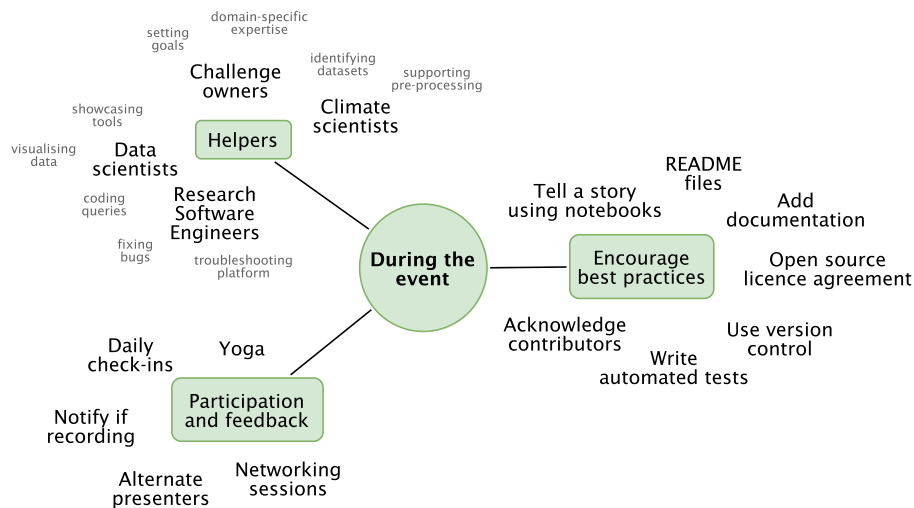 domain-specific
expertise
setting
goals
identifying
datasets
supporting
pre-processing
Challenge
owners
Climate
scientists
showcasing
tools
Helpers
visualising
data
Data
scientists
coding
queries
Research
Software
Engineers
fixing
bugs
troubleshooting
platform
During the
event
README
files
Tell a story
using notebooks
Add
documentation
Encourage
best practices
Open source
licence agreement
Acknowledge
contributors
Use version
control
Write
automated tests
Daily
check-ins
Yoga
Participation
and feedback
Notify if
recording
Alternate
presenters
Networking
sessions